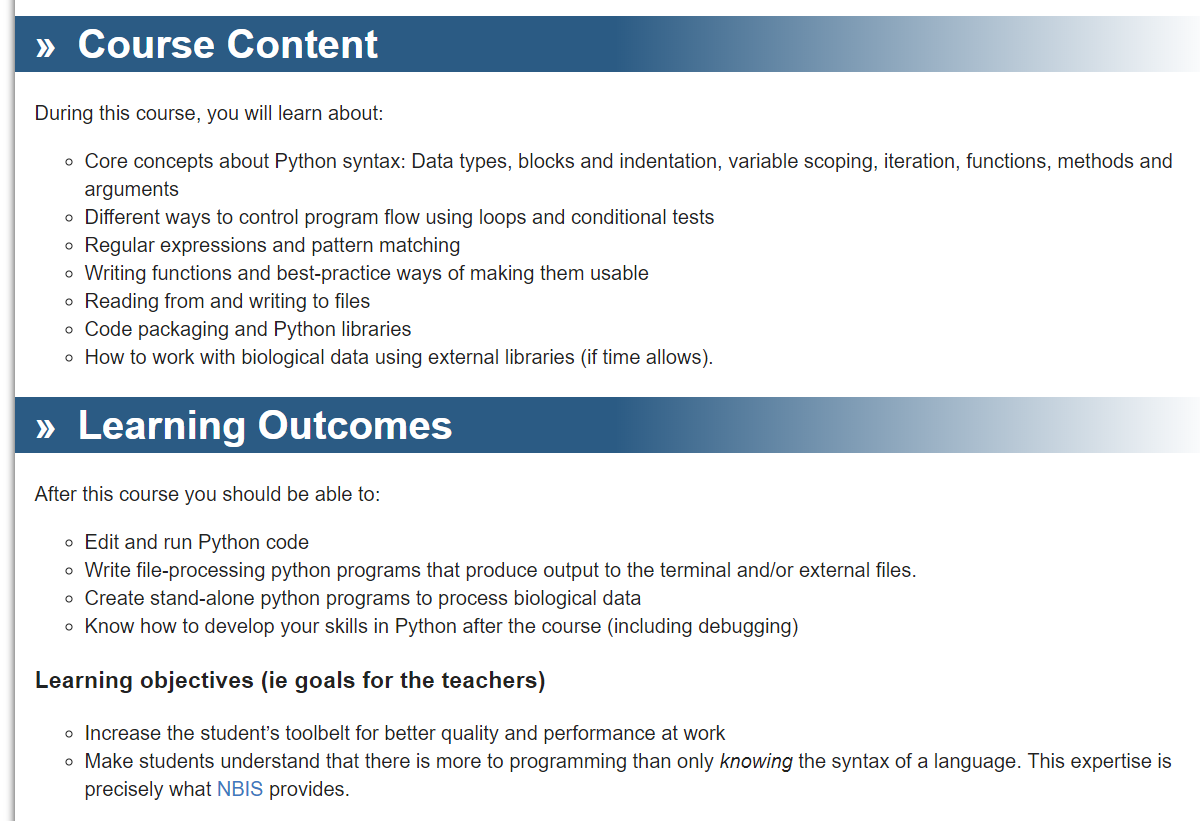 » Course Content
During this course, you will learn about:
Core concepts about Python syntax: Data types, blocks and indentation, variable scoping, iteration, functions, methods and
arguments
Different ways to control program flow using loops and conditional tests
Regular expressions and pattern matching
Writing functions and best-practice ways of making them usable
Reading from and writing to files
Code packaging and Python libraries
How to work with biological data using external libraries (if time allows).
» Learning Outcomes
After this course you should be able to:
Edit and run Python code
Write file-processing python programs that produce output to the terminal and/or external files.
Create stand-alone python programs to process biological data
Know how to develop your skills in Python after the course (including debugging)
Learning objectives (ie goals for the teachers)
Increase the student’s toolbelt for better quality and performance at work
Make students understand that there is more to programming than only knowing the syntax of a language. This expertise is
precisely what NBIS provides.